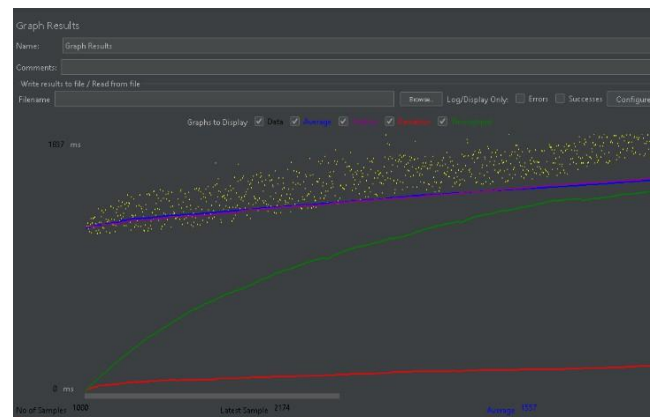 Graph Results
Name: Graph Results
Comments:
Write results to file / Read from file
Filename Browse... Log/Display Only: Errors Successes Configure
Graphs to Display Data Average Median Deviation Throughput
1837 ms
0 ms
No of Samples 1000 Latest Sample 2174 Average 1557